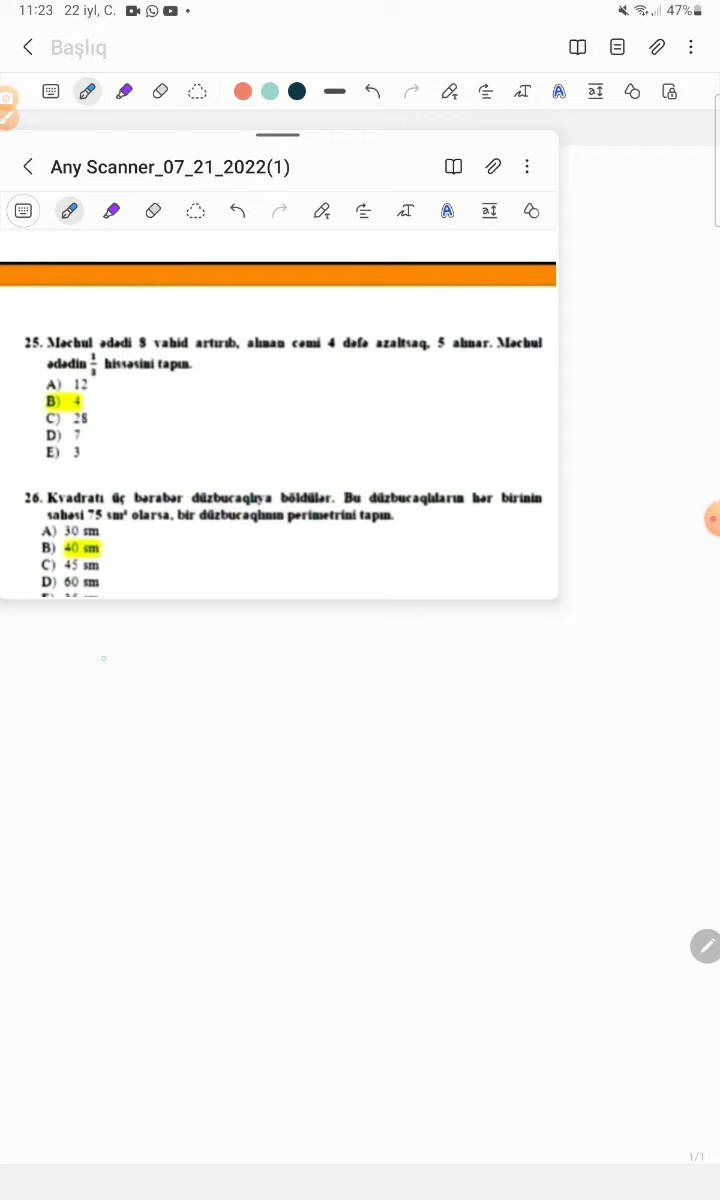 11:23 22 iyl, C. • 47%
Başlıq
Any Scanner_07_21_2022(1)
25. Məchul ədədi 8 vahid artırıb, alınan cəmi 4 dəfə azaltsaq, 5 alınar. Məchul
ədədin 1/3 hissəsini tapın.
A) 12
B) 4
C) 28
D) 7
E) 3
26. Kvadratı üç bərabər düzbucaqlıya böldülər. Bu düzbucaqlıların hər birinin
sahəsi 75 sm² olarsa, bir düzbucaqlının perimetrini tapın.
A) 30 sm
B) 40 sm
C) 45 sm
D) 60 sm
1/1